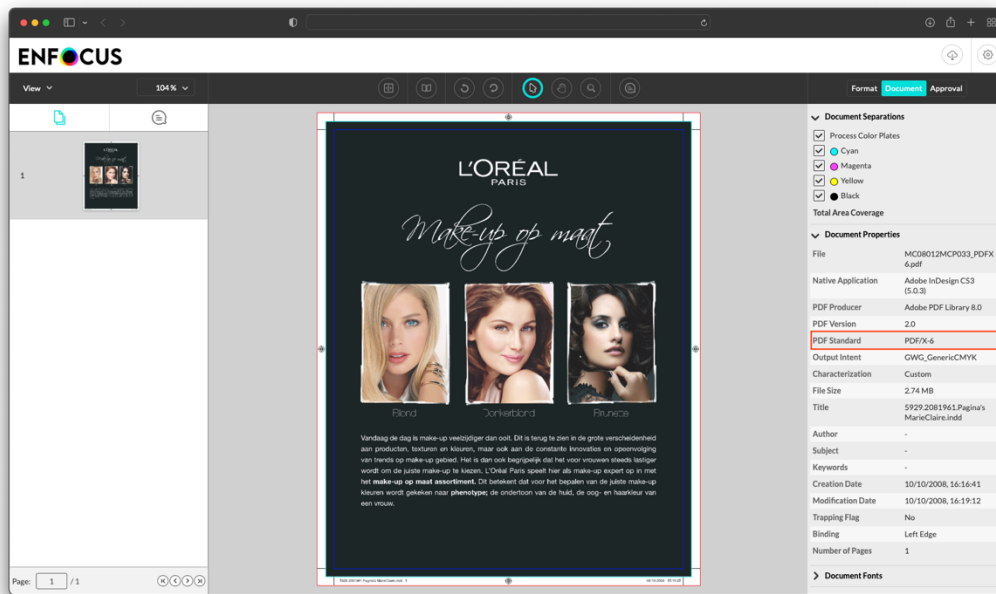 ENFOCUS
View
104 %
Format Document Approval
1
L'ORÉAL
PARIS
Make-up op maat
Blond
Donkerblond
Brunette
Vandaag de dag is make-up veelzijdiger dan ooit. Dit is terug te zien in de grote verscheidenheid
aan producten, texturen en kleuren, maar ook aan de constante innovaties en opeenvolging
van trends op make-up gebied. Het is dan ook begrijpelijk dat het voor vrouwen steeds lastiger
wordt om de juiste make-up te kiezen. L'Oréal Paris speelt hier als make-up expert op in met
het make-up op maat assortiment. Dit betekent dat voor het bepalen van de juiste make-up
kleuren wordt gekeken naar phenotype; de ondertoon van de huid, de oog- en haarkleur van
een vrouw.
Page: 1 / 1
Document Separations
Process Color Plates
Cyan
Magenta
Yellow
Black
Total Area Coverage
Document Properties
File MC08012MCP033_PDFX
6.pdf
Native Application Adobe InDesign CS3
(5.0.3)
PDF Producer Adobe PDF Library 8.0
PDF Version 2.0
PDF Standard PDF/X-6
Output Intent GWG_GenericCMYK
Characterization Custom
File Size 2.74 MB
Title 5929.2081961.Pagina's
MarieClaire.indd
Author -
Subject -
Keywords -
Creation Date 10/10/2008, 16:16:41
Modification Date 10/10/2008, 16:19:12
Trapping Flag No
Binding Left Edge
Number of Pages 1
Document Fonts